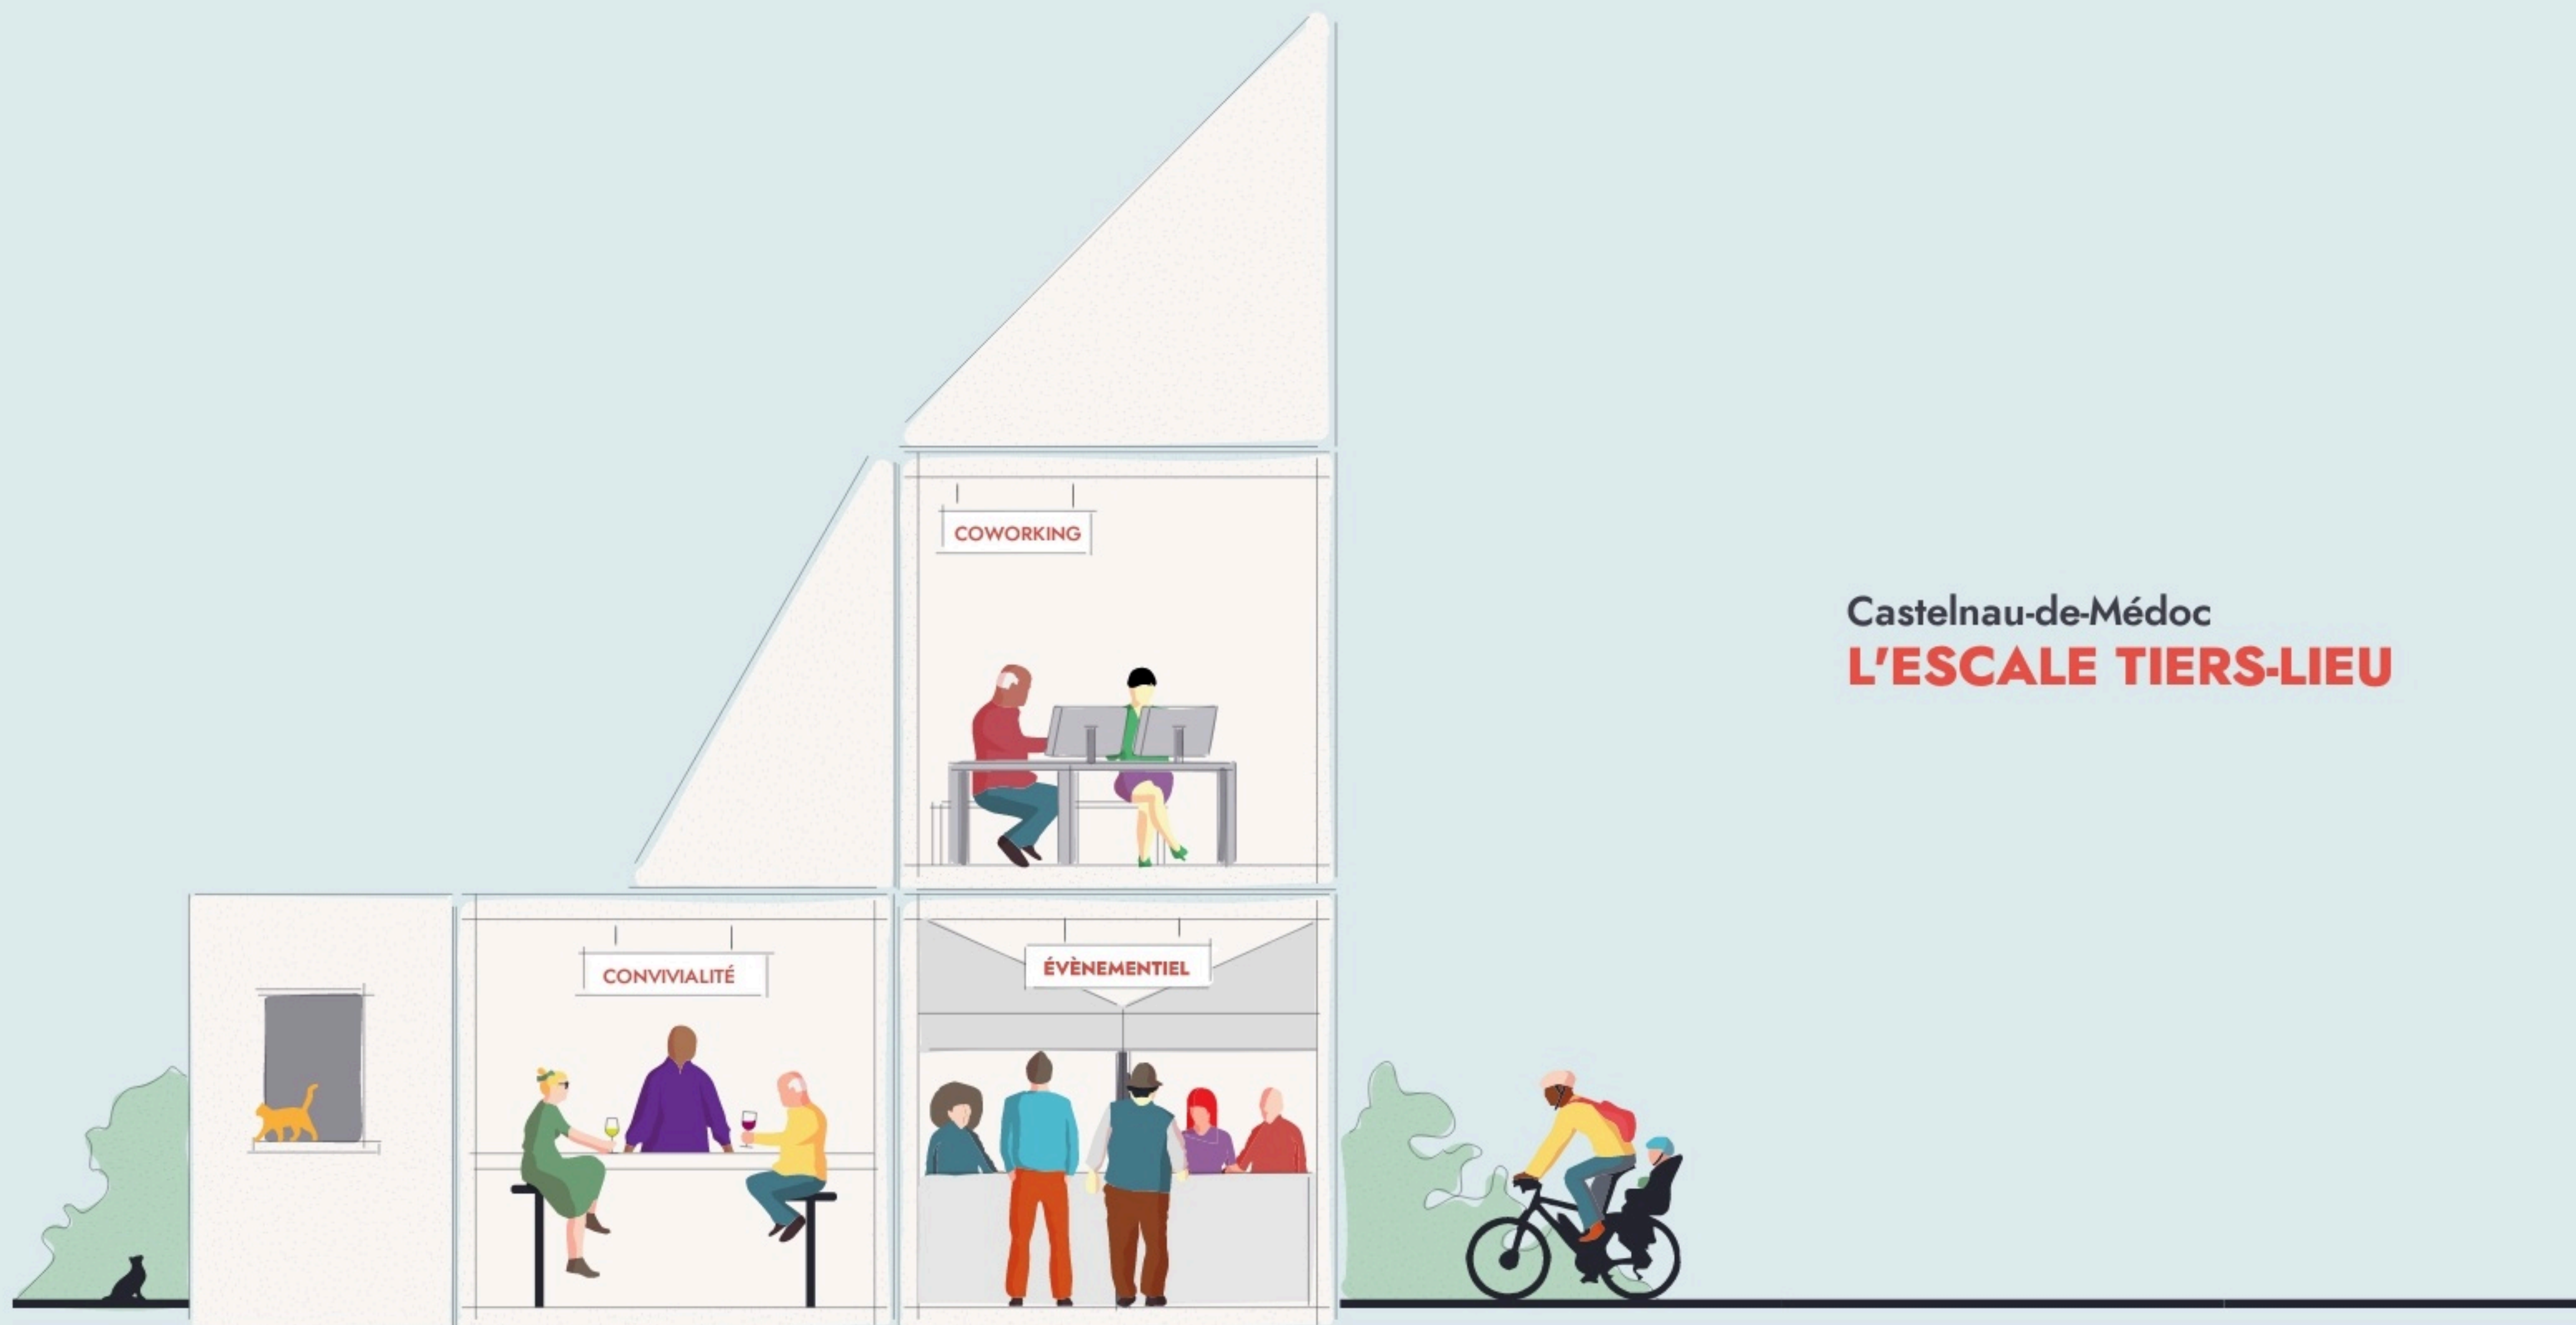 COWORKING
Castelnau-de-Médoc
L'ESCALE TIERS-LIEU
CONVIVIALITÉ
ÉVÈNEMENTIEL